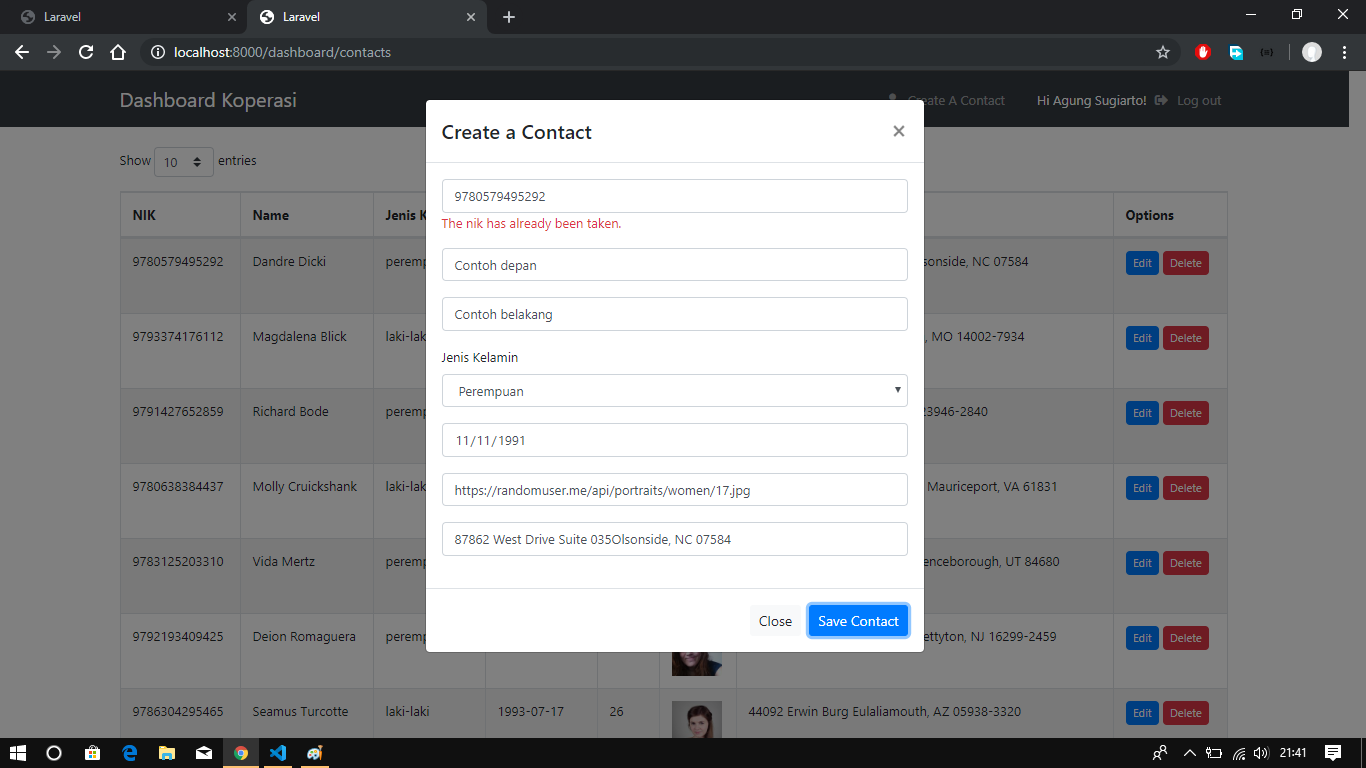 Laravel
Laravel
localhost:8000/dashboard/contacts
Dashboard Koperasi
Create A Contact
Hi Agung Sugiarto!
Log out
Show 10 entries
Create a Contact
×
9780579495292
The nik has already been taken.
Contoh depan
Contoh belakang
Jenis Kelamin
Perempuan
11/11/1991
https://randomuser.me/api/portraits/women/17.jpg
87862 West Drive Suite 035Olsonside, NC 07584
Close
Save Contact
NIK Name Jenis K Options
9780579495292 Dandre Dicki peremp sonside, NC 07584 Edit Delete
9793374176112 Magdalena Blick laki-lak , MO 14002-7934 Edit Delete
9791427652859 Richard Bode peremp 23946-2840 Edit Delete
9780638384437 Molly Cruickshank laki-lak Mauriceport, VA 61831 Edit Delete
9783125203310 Vida Mertz peremp enceborough, UT 84680 Edit Delete
9792193409425 Deion Romaguera peremp ettyton, NJ 16299-2459 Edit Delete
9786304295465 Seamus Turcotte laki-laki 1993-07-17 26 44092 Erwin Burg Eulaliamouth, AZ 05938-3320 Edit Delete
21:41